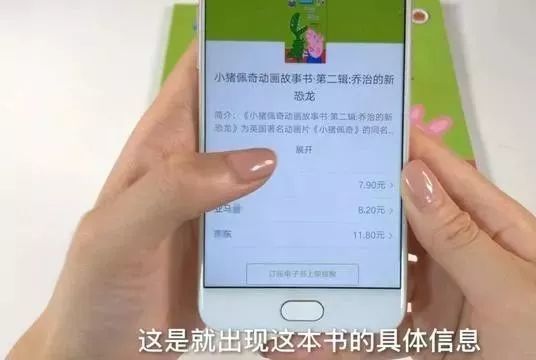 小猪佩奇动画故事书·第二辑:乔治的新
恐龙
简介:《小猪佩奇动画故事书·第二辑:乔治的新
恐龙》为英国著名动画片《小猪佩奇》的同名...
展开
7.90元
亚马
8.20元
京东
11.80元
这是就出现这本书的具体信息